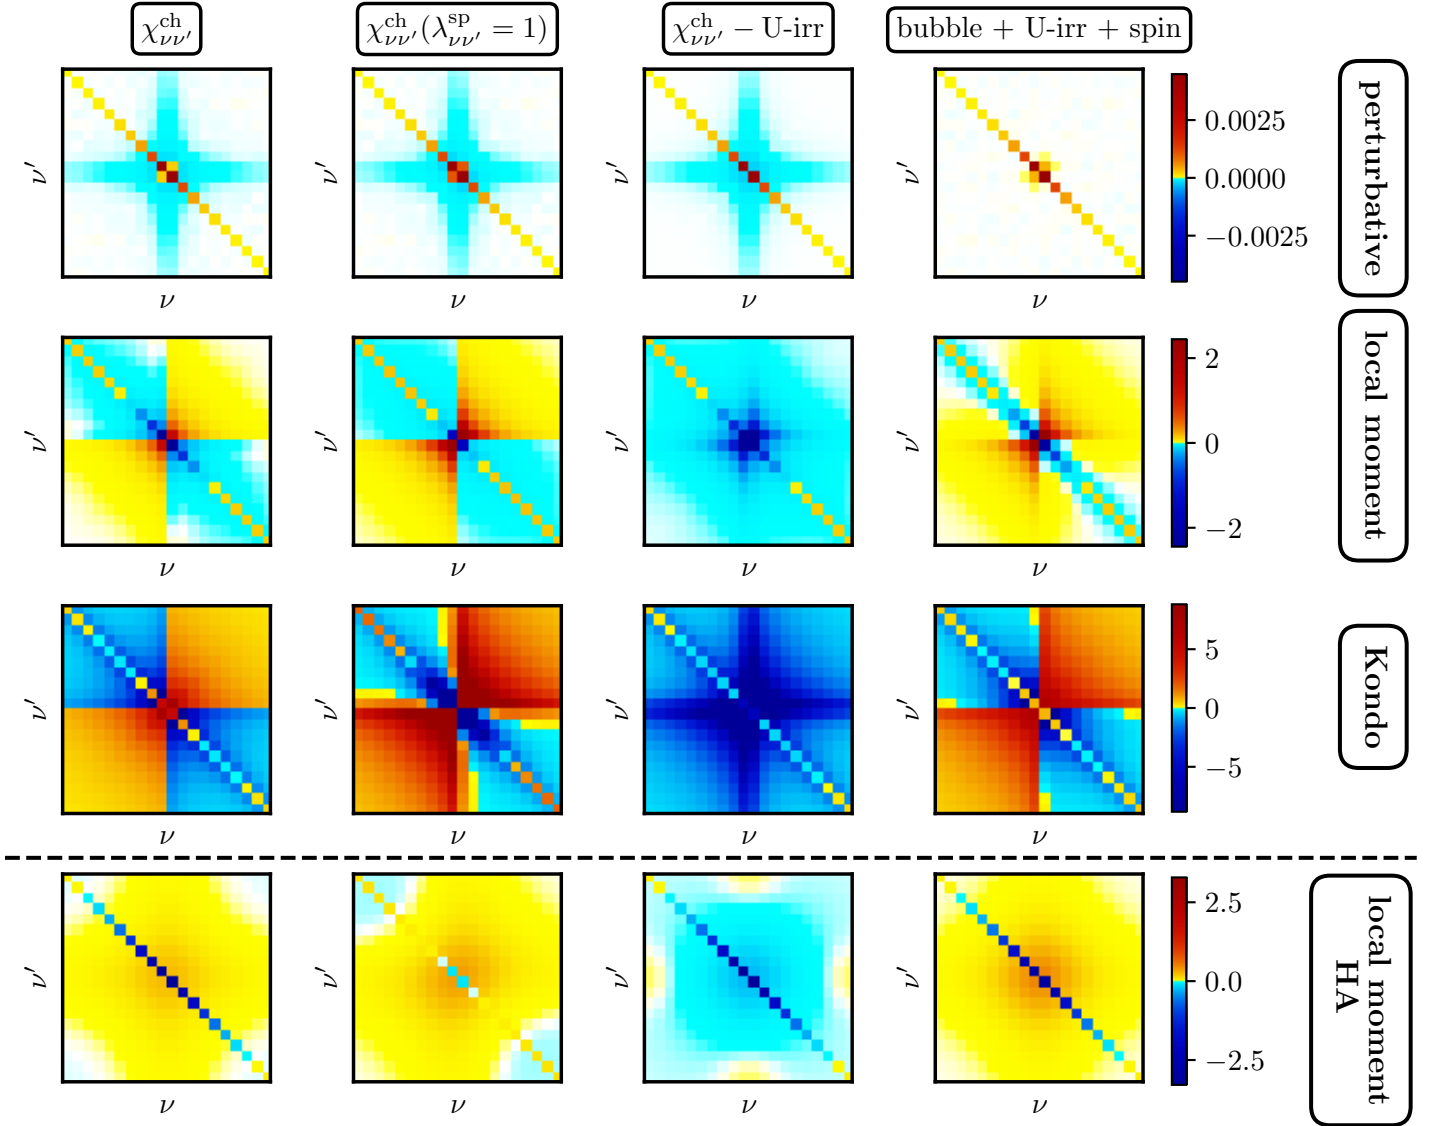 χ^ch_νν′
χ^ch_νν′(λ^sp_νν′ = 1)
χ^ch_νν′ − U-irr
bubble + U-irr + spin
ν′
ν
ν′
ν
ν′
ν
ν′
ν
0.0025
0.0000
−0.0025
perturbative
ν′
ν
ν′
ν
ν′
ν
ν′
ν
2
0
−2
local moment
ν′
ν
ν′
ν
ν′
ν
ν′
ν
5
0
−5
Kondo
ν′
ν
ν′
ν
ν′
ν
ν′
ν
2.5
0.0
−2.5
local moment
HA